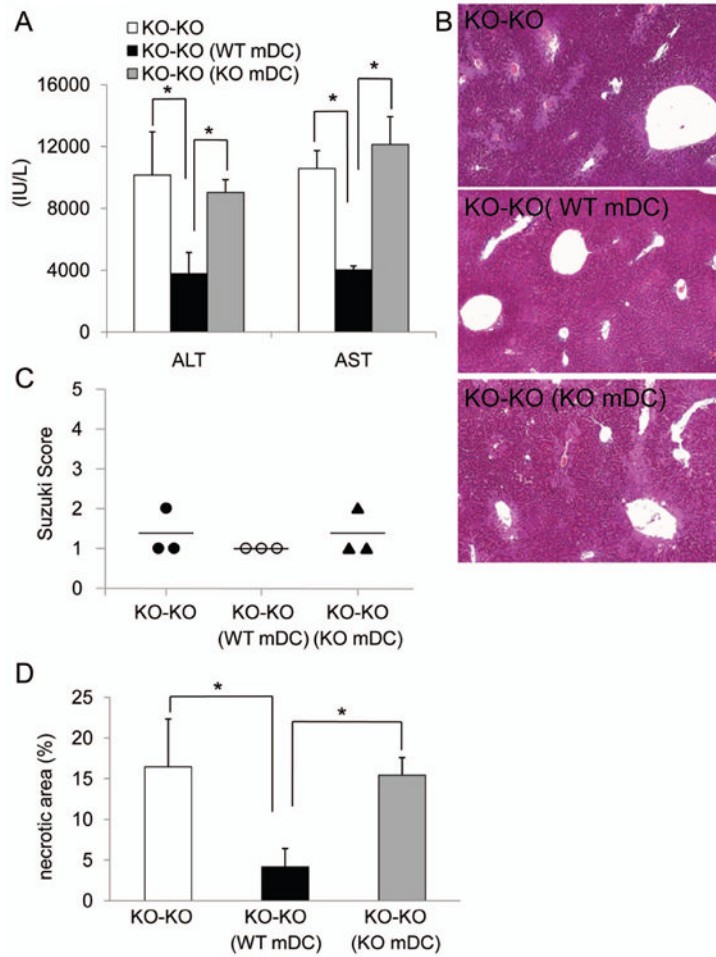 A
KO-KO
KO-KO (WT mDC)
KO-KO (KO mDC)
(IU/L)
16000
12000
8000
4000
0
*
*
*
*
ALT
AST
B
KO-KO
KO-KO( WT mDC)
KO-KO (KO mDC)
C
Suzuki Score
5
4
3
2
1
0
KO-KO
KO-KO
(WT mDC)
KO-KO
(KO mDC)
D
necrotic area (%)
25
20
15
10
5
0
*
*
KO-KO
KO-KO
(WT mDC)
KO-KO
(KO mDC)